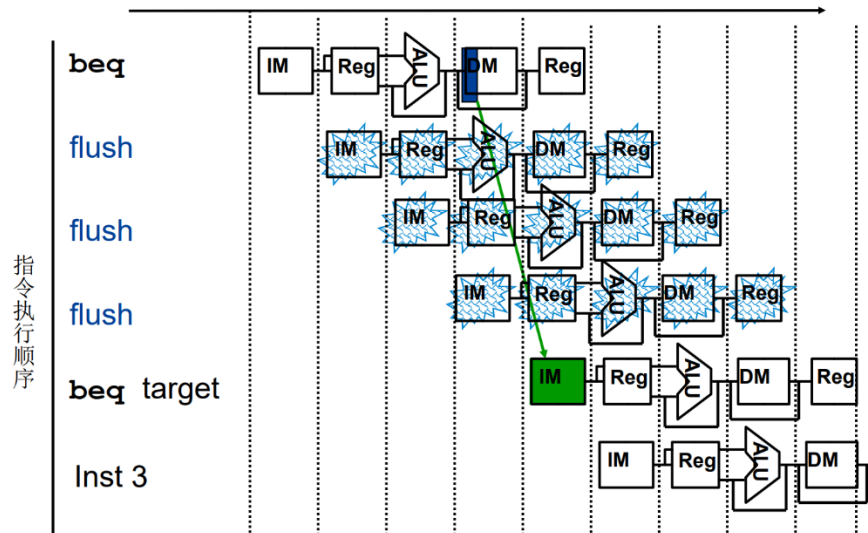 beq IM Reg ALU DM Reg
flush IM Reg ALU DM Reg
flush IM Reg ALU DM Reg
flush IM Reg ALU DM Reg
beq target IM Reg ALU DM Reg
Inst 3 IM Reg ALU DM
指令执行顺序